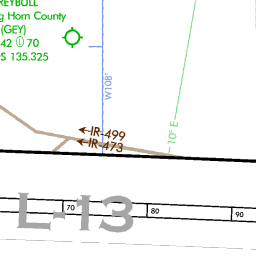 REYBULL
g Horn County
(GEY)
42 Ⓛ 70
S 135.325
W108°
10° E
IR-499
IR-473
L-13
70
80
90